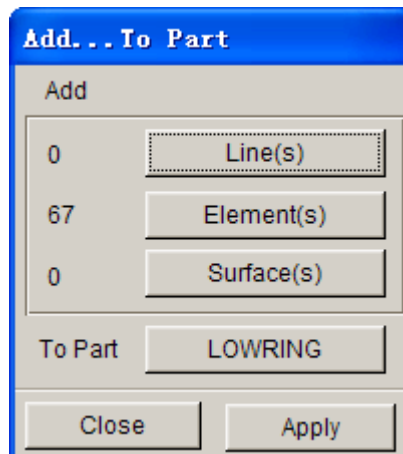 Add...To Part
Add
0 Line(s)
67 Element(s)
0 Surface(s)
To Part LOWRING
Close Apply